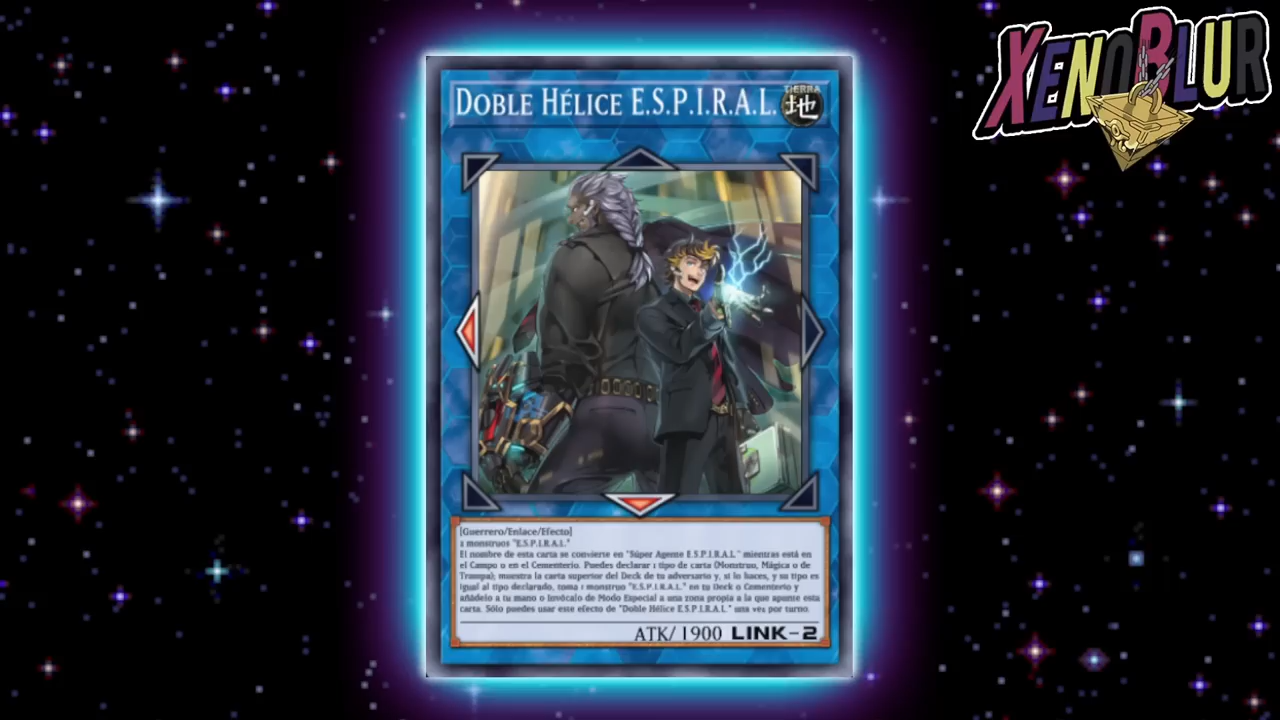 XENOBLUR
DOBLE HÉLICE E.S.P.I.R.A.L.
TIERRA
地
[Guerrero/Enlace/Efecto]
2 monstruos "E.S.P.I.R.A.L."
El nombre de esta carta se convierte en "Súper Agente E.S.P.I.R.A.L." mientras está en
el Campo o en el Cementerio. Puedes declarar 1 tipo de carta (Monstruo, Mágica o de
Trampa); muestra la carta superior del Deck de tu adversario y, si lo haces, y su tipo es
igual al tipo declarado, toma 1 monstruo "E.S.P.I.R.A.L." en tu Deck o Cementerio y
añádelo a tu mano o Invócalo de Modo Especial a una zona propia a la que apunte esta
carta. Sólo puedes usar este efecto de "Doble Hélice E.S.P.I.R.A.L." una vez por turno.
ATK/ 1900 LINK-2